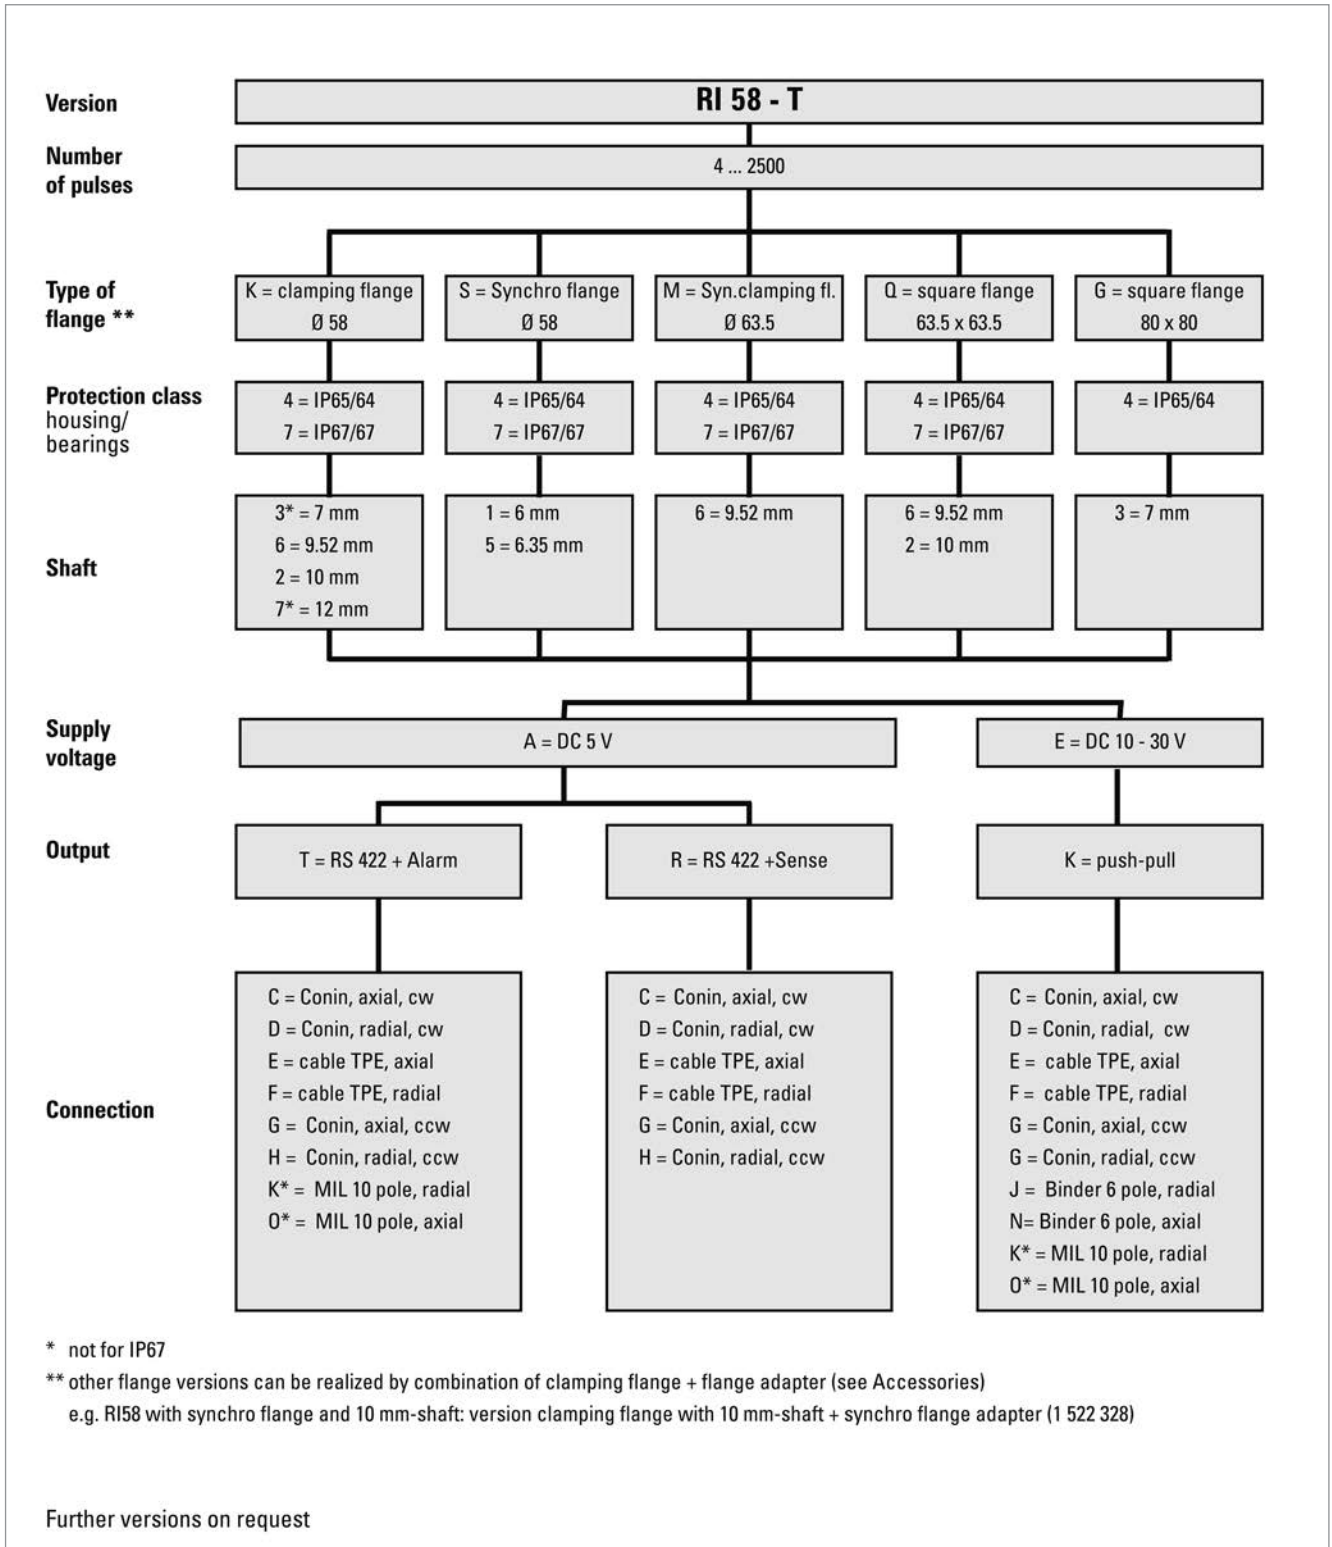 Version
RI 58 - T
Number
of pulses
4 ... 2500
Type of
flange **
K = clamping flange
Ø 58
S = Synchro flange
Ø 58
M = Syn.clamping fl.
Ø 63.5
Q = square flange
63.5 x 63.5
G = square flange
80 x 80
Protection class
housing/
bearings
4 = IP65/64
7 = IP67/67
4 = IP65/64
7 = IP67/67
4 = IP65/64
7 = IP67/67
4 = IP65/64
7 = IP67/67
4 = IP65/64
Shaft
3* = 7 mm
6 = 9.52 mm
2 = 10 mm
7* = 12 mm
1 = 6 mm
5 = 6.35 mm
6 = 9.52 mm
6 = 9.52 mm
2 = 10 mm
3 = 7 mm
Supply
voltage
A = DC 5 V
E = DC 10 - 30 V
Output
T = RS 422 + Alarm
R = RS 422 +Sense
K = push-pull
Connection
C = Conin, axial, cw
D = Conin, radial, cw
E = cable TPE, axial
F = cable TPE, radial
G = Conin, axial, ccw
H = Conin, radial, ccw
K* = MIL 10 pole, radial
O* = MIL 10 pole, axial
C = Conin, axial, cw
D = Conin, radial, cw
E = cable TPE, axial
F = cable TPE, radial
G = Conin, axial, ccw
H = Conin, radial, ccw
C = Conin, axial, cw
D = Conin, radial, cw
E = cable TPE, axial
F = cable TPE, radial
G = Conin, axial, ccw
G = Conin, radial, ccw
J = Binder 6 pole, radial
N= Binder 6 pole, axial
K* = MIL 10 pole, radial
O* = MIL 10 pole, axial
* not for IP67
** other flange versions can be realized by combination of clamping flange + flange adapter (see Accessories)
e.g. RI58 with synchro flange and 10 mm-shaft: version clamping flange with 10 mm-shaft + synchro flange adapter (1 522 328)
Further versions on request